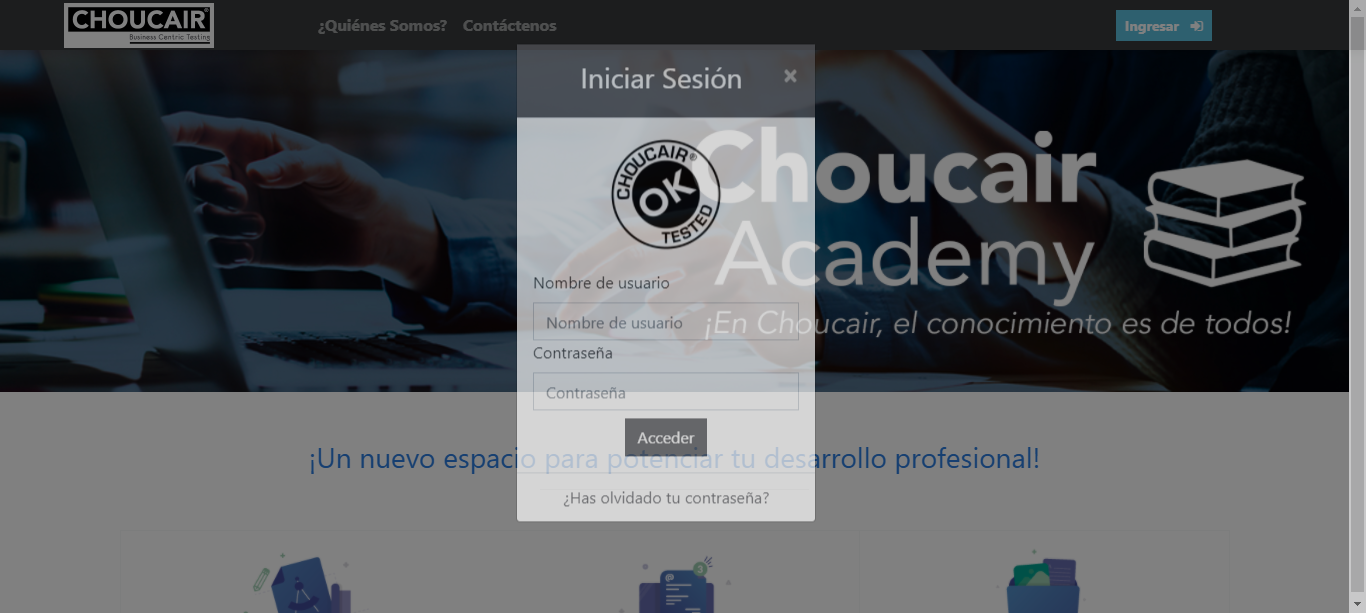 CHOUCAIR®
Business Centric Testing
¿Quiénes Somos?
Contáctenos
Ingresar
Iniciar Sesión
×
CHOUCAIR®
OK
TESTED
Choucair
Academy
¡En Choucair, el conocimiento es de todos!
Nombre de usuario
Nombre de usuario
Contraseña
Contraseña
Acceder
¡Un nuevo espacio para potenciar tu desarrollo profesional!
¿Has olvidado tu contraseña?